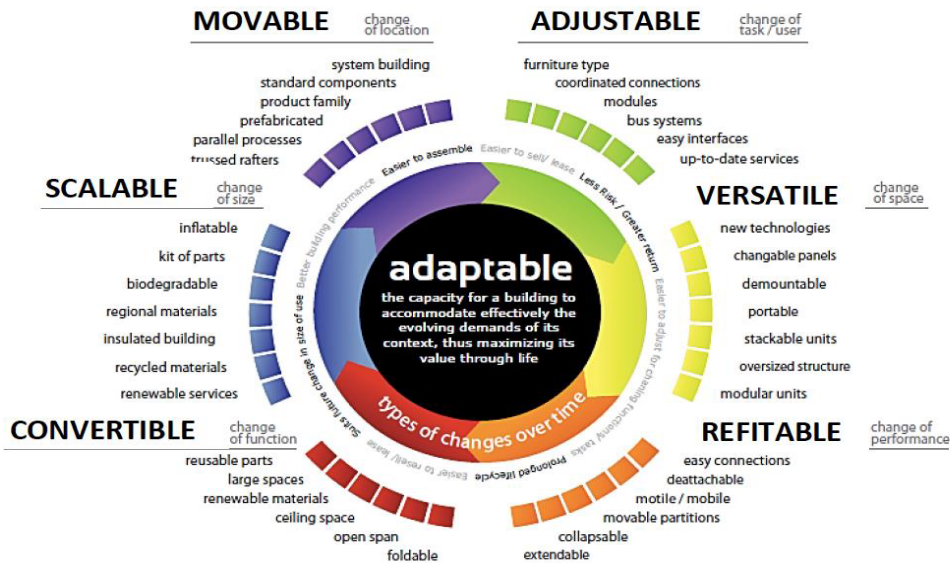 MOVABLE
change
of location
system building
standard components
product family
prefabricated
parallel processes
trussed rafters
ADJUSTABLE
change of
task / user
furniture type
coordinated connections
modules
bus systems
easy interfaces
up-to-date services
SCALABLE
change
of size
inflatable
kit of parts
biodegradable
regional materials
insulated building
recycled materials
renewable services
VERSATILE
change
of space
new technologies
changable panels
demountable
portable
stackable units
oversized structure
modular units
CONVERTIBLE
change
of function
reusable parts
large spaces
renewable materials
ceiling space
open span
foldable
REFITABLE
change of
performance
easy connections
deattachable
motile / mobile
movable partitions
collapsable
extendable
Easier to assemble
Easier to sell/ lease
Less Risk / Greater return
Easier to adjust for chaning functions/ tasks
Prolonged lifecycle
Easier to resell/ lease
Suits future change in size of use
Better building performance
adaptable
the capacity for a building to
accommodate effectively the
evolving demands of its
context, thus maximizing its
value through life
types of changes over time